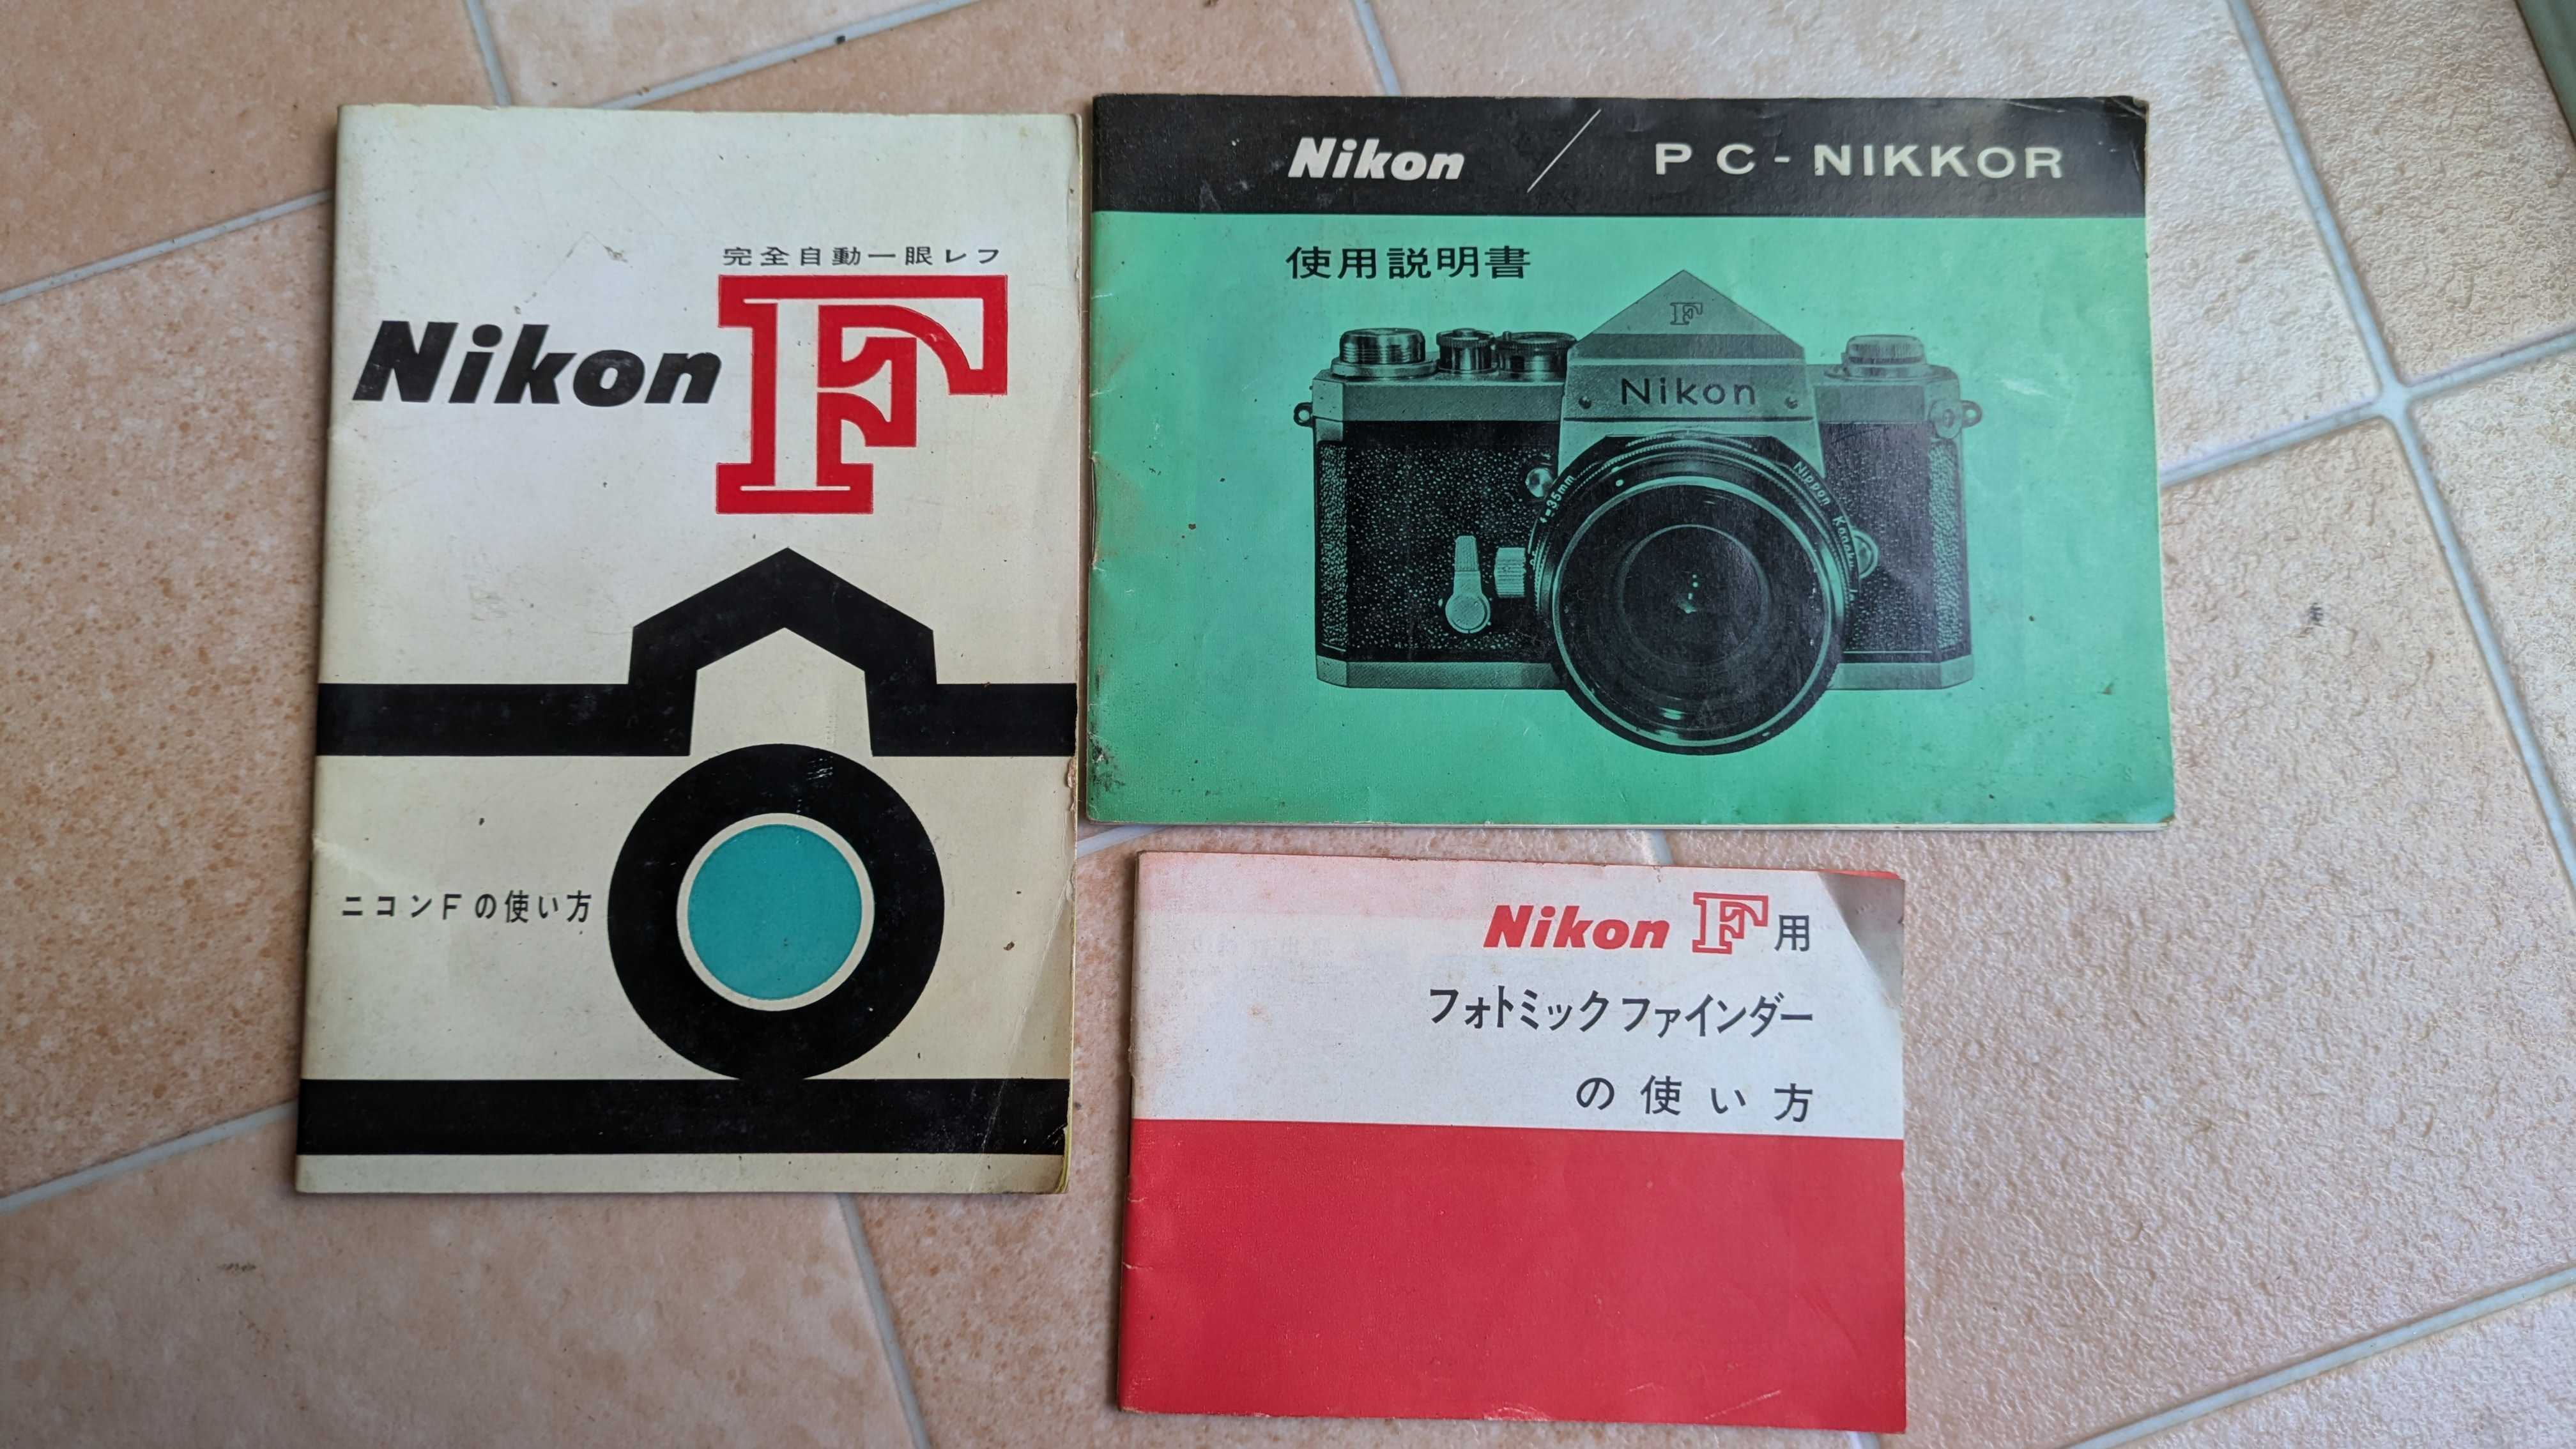 完全自動一眼レフ
Nikon F
ニコンFの使い方
Nikon / PC-NIKKOR
使用説明書
F
Nikon
f=35mm
Nippon Kogaku
Nikon F用
フォトミックファインダー
の使い方